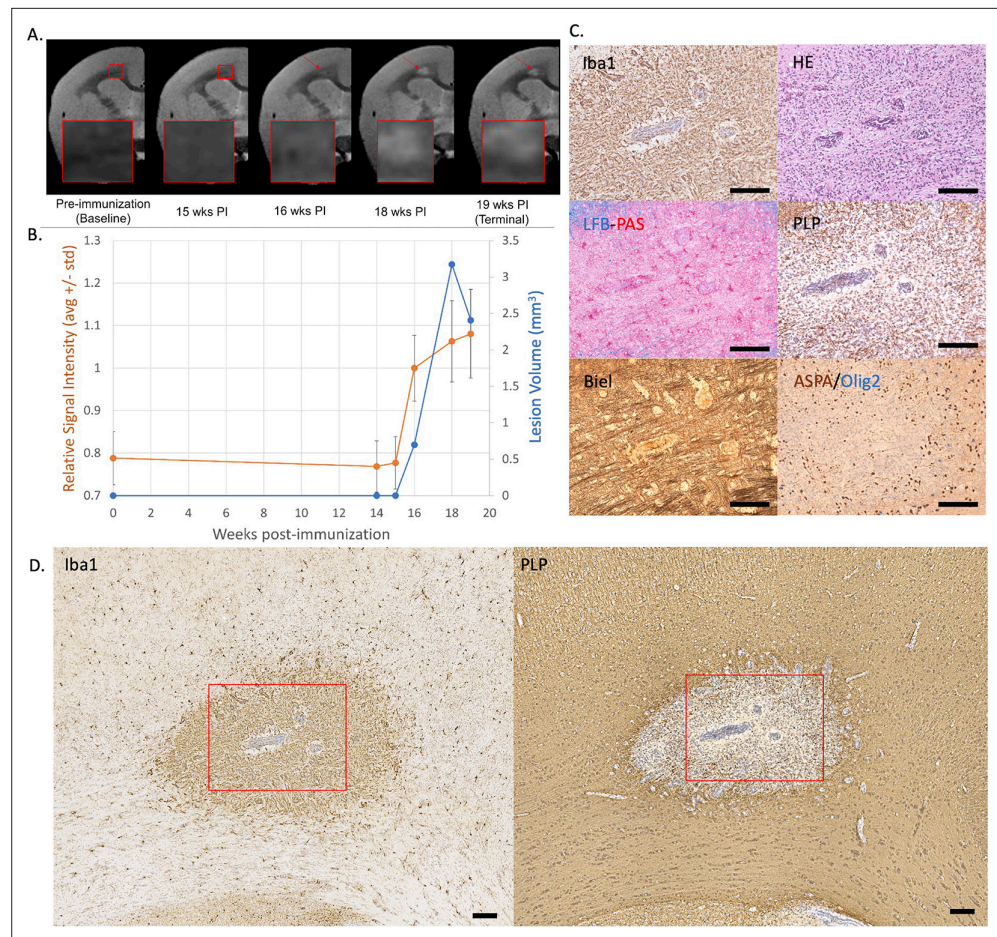 A.
Pre-immunization
(Baseline)
15 wks PI
16 wks PI
18 wks PI
19 wks PI
(Terminal)
B.
Relative Signal Intensity (avg +/- std)
1.3
1.2
1.1
1
0.9
0.8
0.7
3.5
3
2.5
2
1.5
1
0.5
0
Lesion Volume (mm³)
0 2 4 6 8 10 12 14 16 18 20
Weeks post-immunization
C.
Iba1
HE
LFB-PAS
PLP
Biel
ASPA/Olig2
D.
Iba1
PLP